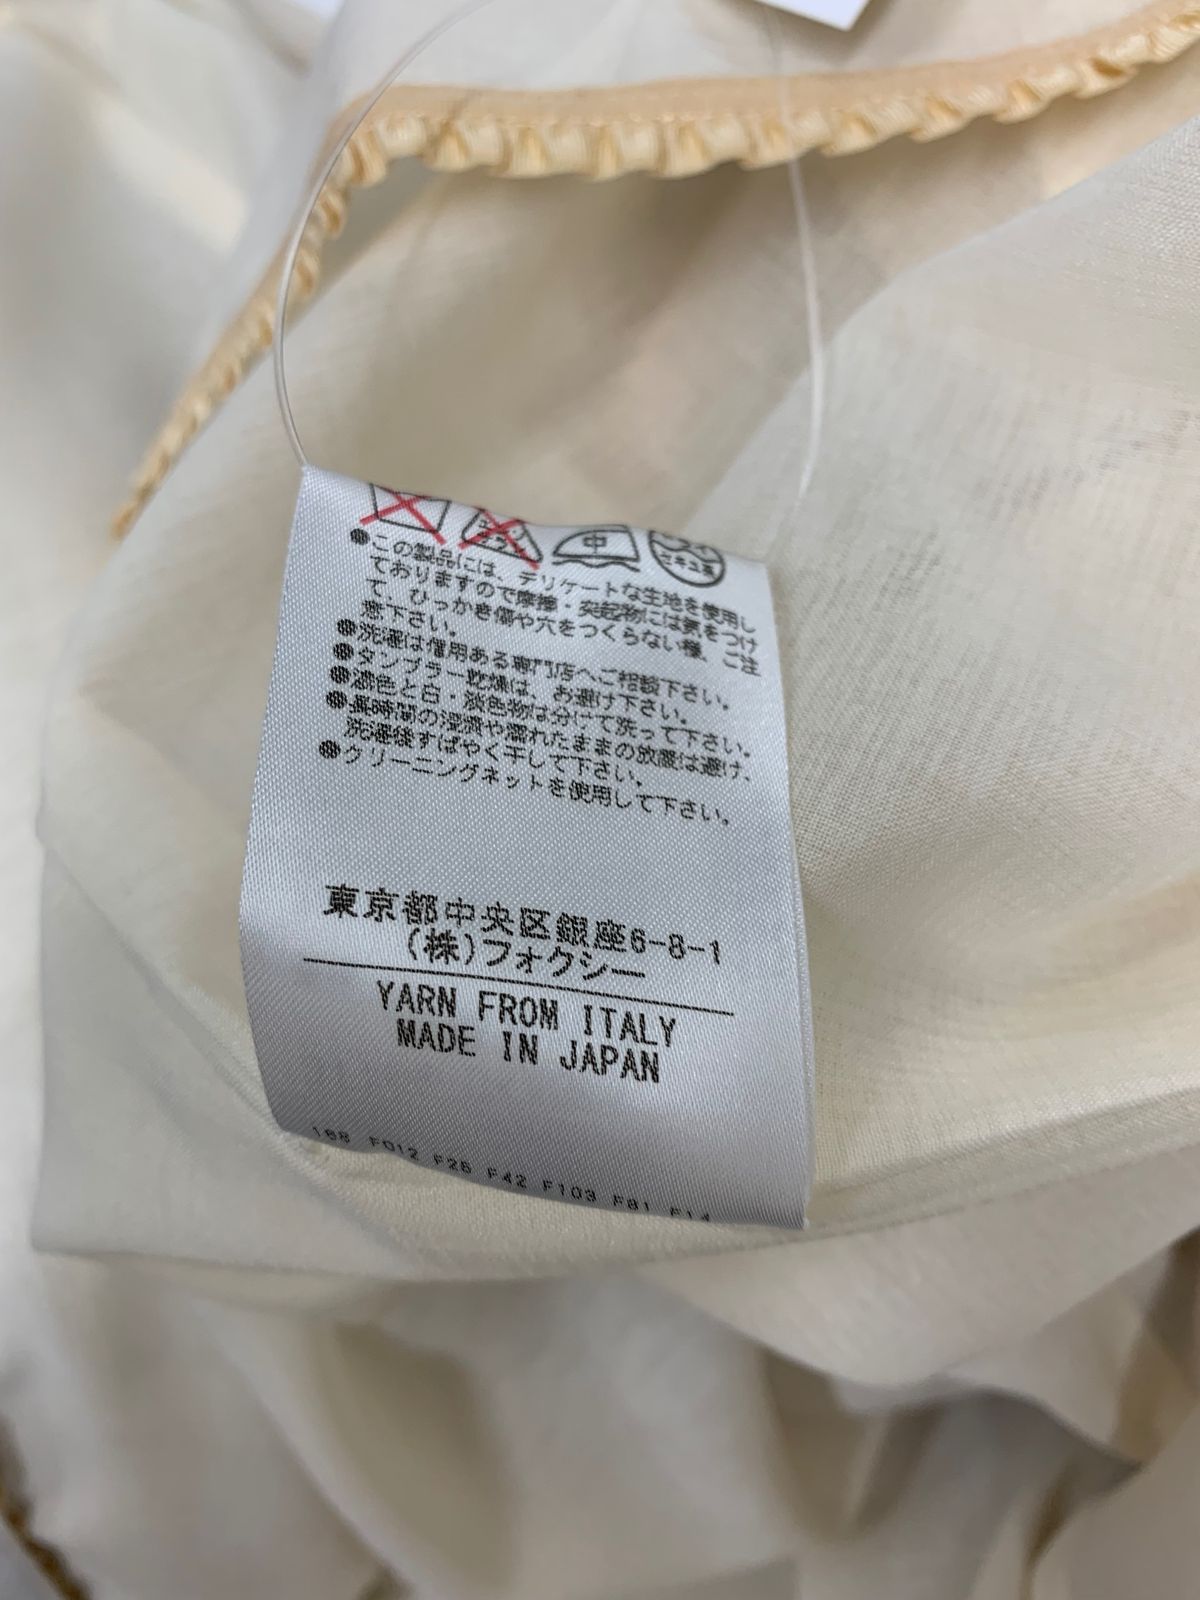 中
●この製品には、デリケートな生地を使用し
ておりますので摩擦・突起物には気をつけ
て、ひっかき傷や穴をつくらない様、ご注
意下さい。
●洗濯は信用ある専門店へご相談下さい。
●タンブラー乾燥は、お避け下さい。
●濃色と白・淡色物は分けて洗って下さい。
●長時間の浸漬や濡れたままの放置は避け、
洗濯後すばやく干して下さい。
●クリーニングネットを使用して下さい。
東京都中央区銀座6-8-1
(株)フォクシー
YARN FROM ITALY
MADE IN JAPAN
168 F012 F26 F42 F103 F81 F14